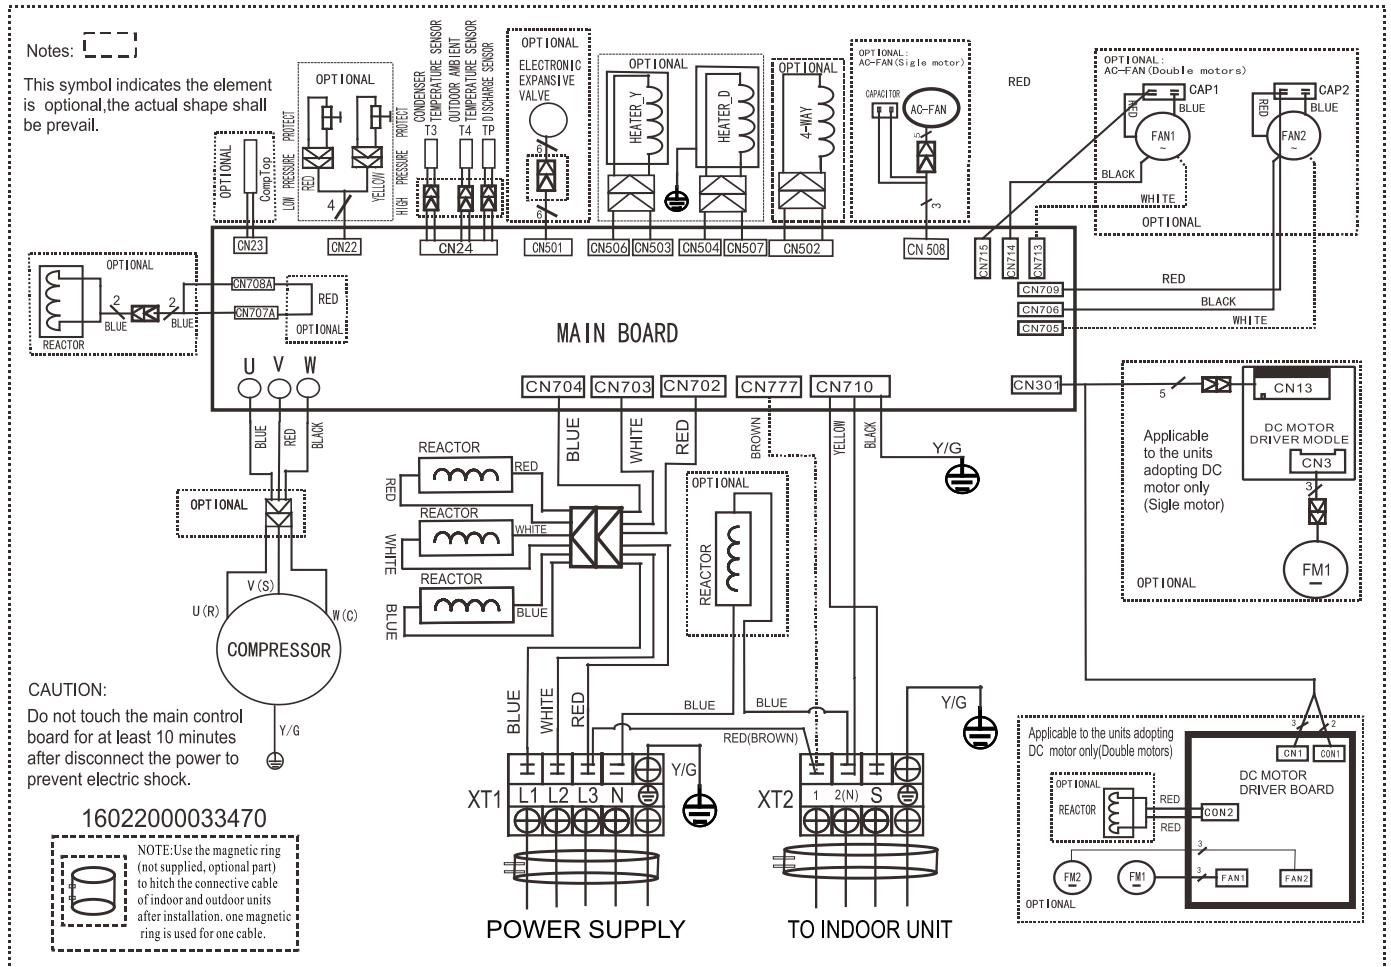 Notes:
This symbol indicates the element
is optional,the actual shape shall
be prevail.
OPTIONAL
CompTop
CN23
OPTIONAL
LOW PRESSURE PROTECT
RED
YELLOW
HIGH PRESSURE PROTECT
4
CN22
CONDENSER
TEMPERATURE SENSOR
OUTDOOR AMBIENT
TEMPERATURE SENSOR
DISCHARGE SENSOR
T3
T4
TP
CN24
OPTIONAL
ELECTRONIC
EXPANSIVE
VALVE
6
6
CN501
OPTIONAL
HEATER_Y
HEATER_D
CN506
CN503
CN504
CN507
OPTIONAL
4-WAY
CN502
OPTIONAL:
AC-FAN(Sigle motor)
CAPACITOR
AC-FAN
5
3
CN 508
RED
OPTIONAL:
AC-FAN(Double motors)
CAP1
CAP2
RED
BLUE
RED
BLUE
FAN1
~
FAN2
~
BLACK
WHITE
OPTIONAL
CN715
CN714
CN713
OPTIONAL
2
2
BLUE
BLUE
REACTOR
CN708A
CN707A
RED
OPTIONAL
MAIN BOARD
CN709
RED
CN706
BLACK
CN705
WHITE
U
V
W
CN704
CN703
CN702
CN777
CN710
CN301
BLUE
RED
BLACK
BLUE
WHITE
RED
BROWN
YELLOW
BLACK
Y/G
5
CN13
DC MOTOR
DRIVER MODLE
CN3
3
Applicable
to the units
adopting DC
motor only
(Sigle motor)
OPTIONAL
FM1
OPTIONAL
REACTOR
RED
RED
REACTOR
WHITE
WHITE
REACTOR
BLUE
BLUE
OPTIONAL
REACTOR
V(S)
U(R)
W(C)
COMPRESSOR
Y/G
CAUTION:
Do not touch the main control
board for at least 10 minutes
after disconnect the power to
prevent electric shock.
BLUE
WHITE
RED
BLUE
BLUE
RED(BROWN)
Y/G
Y/G
XT1
L1
L2
L3
N
XT2
1
2(N)
S
POWER SUPPLY
TO INDOOR UNIT
16022000033470
NOTE:Use the magnetic ring
(not supplied, optional part)
to hitch the connective cable
of indoor and outdoor units
after installation. one magnetic
ring is used for one cable.
Applicable to the units adopting
DC motor only(Double motors)
3
2
CN1
CON1
DC MOTOR
DRIVER BOARD
OPTIONAL
REACTOR
RED
RED
CON2
3
FM2
FM1
3
FAN1
FAN2
OPTIONAL